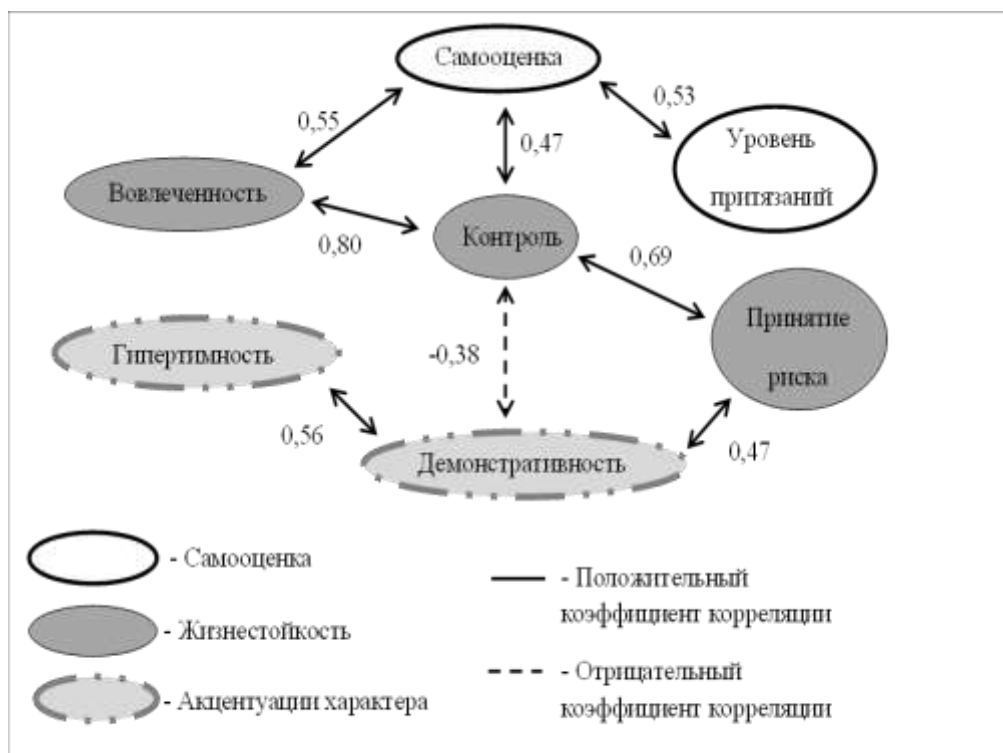 Самооценка
0,53
0,55
0,47
Уровень
притязаний
Вовлеченность
0,80
Контроль
0,69
Принятие
риска
Гипертимность
-0,38
0,56
Демонстративность
0,47
- Самооценка
- Жизнестойкость
- Акцентуации характера
- Положительный
коэффициент корреляции
- Отрицательный
коэффициент корреляции